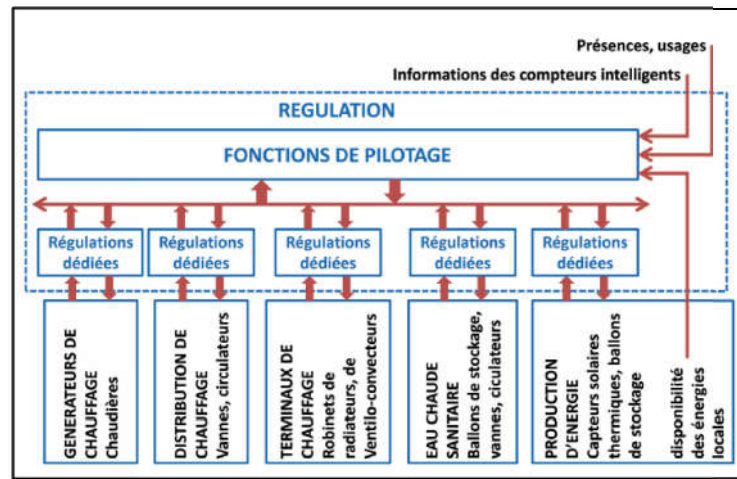 Présences, usages
Informations des compteurs intelligents
REGULATION
FONCTIONS DE PILOTAGE
Régulations
dédiées
Régulations
dédiées
Régulations
dédiées
Régulations
dédiées
Régulations
dédiées
GENERATEURS DE
CHAUFFAGE
Chaudières
DISTRIBUTION DE
CHAUFFAGE
Vannes, circulateurs
TERMINAUX DE
CHAUFFAGE
Robinets de
radiateurs, de
Ventilo-convecteurs
EAU CHAUDE
SANITAIRE
Ballons de stockage,
vannes, ciculateurs
PRODUCTION
D'ENERGIE
Capteurs solaires
thermiques, ballons
de stockage
disponibilité
des énergies
locales